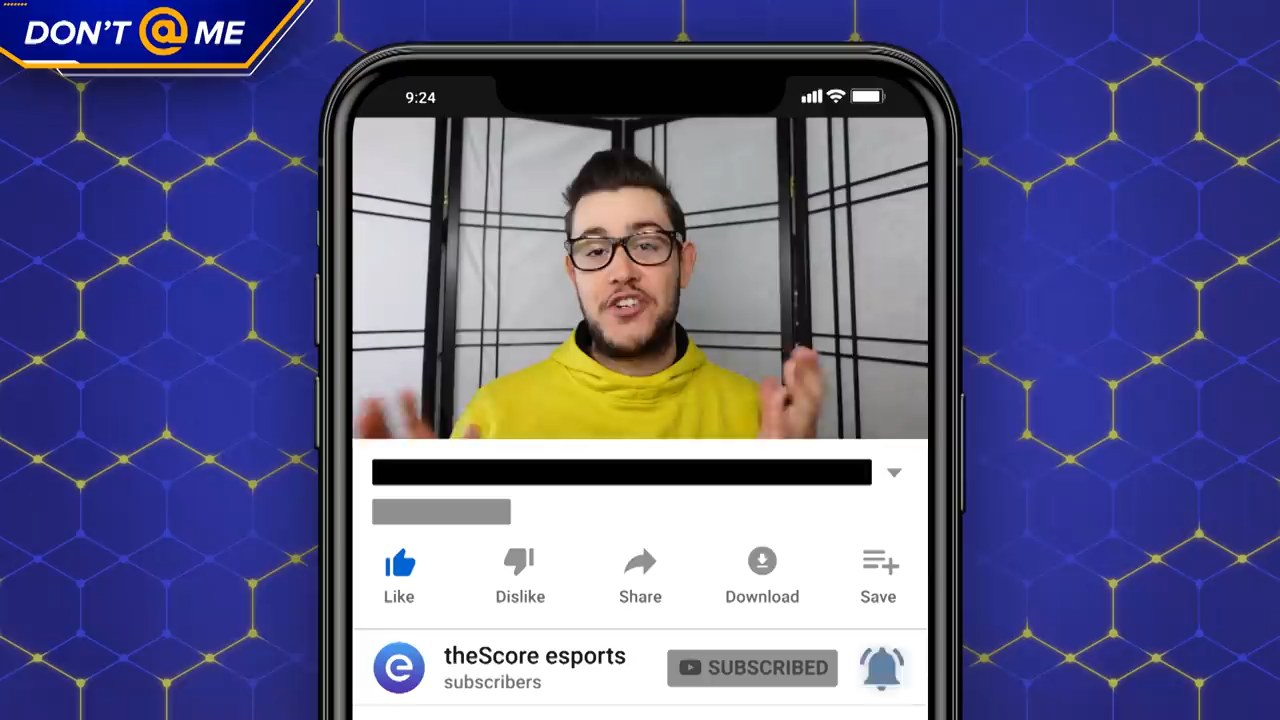 DON'T @ ME
9:24
Like
Dislike
Share
Download
Save
theScore esports
SUBSCRIBED
subscribers